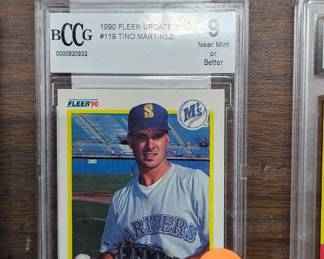 BCCG
0000820932
1990 FLEER UPDATE
#119 TINO MARTINEZ
9
Near Mint
or
Better
FLEER'90
M's
S
MARINERS